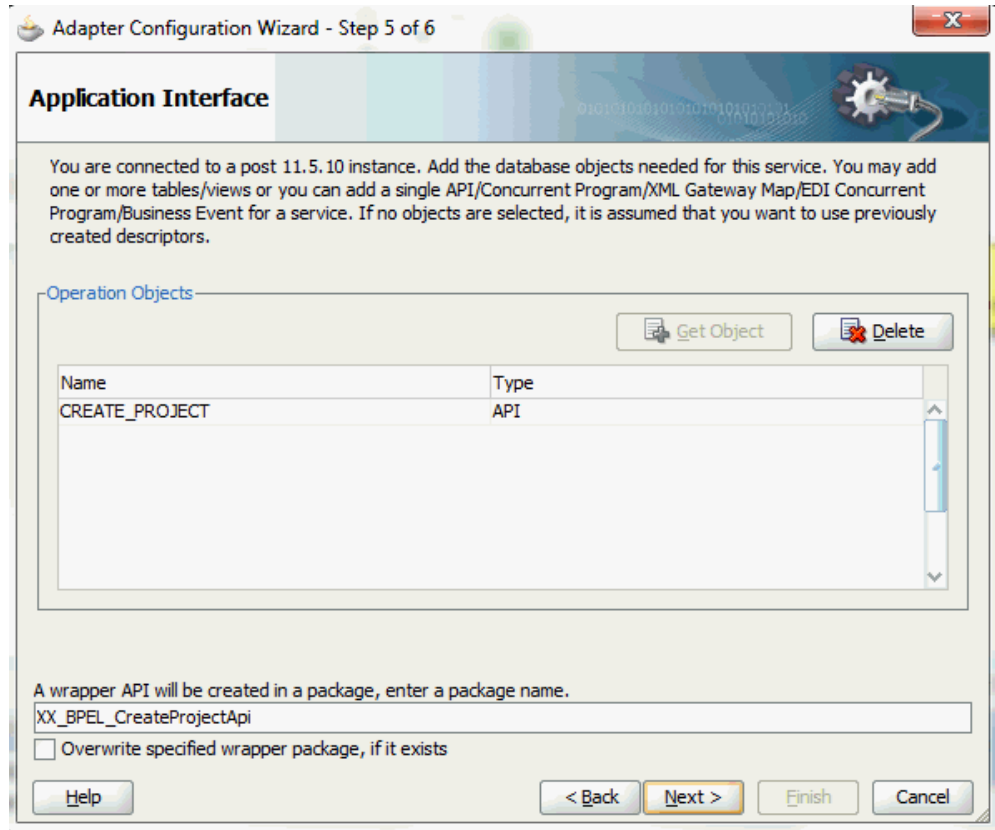 Adapter Configuration Wizard - Step 5 of 6
Application Interface
You are connected to a post 11.5.10 instance. Add the database objects needed for this service. You may add
one or more tables/views or you can add a single API/Concurrent Program/XML Gateway Map/EDI Concurrent
Program/Business Event for a service. If no objects are selected, it is assumed that you want to use previously
created descriptors.
Operation Objects
Get Object
Delete
Name Type
CREATE_PROJECT API
A wrapper API will be created in a package, enter a package name.
XX_BPEL_CreateProjectApi
Overwrite specified wrapper package, if it exists
Help < Back Next > Finish Cancel